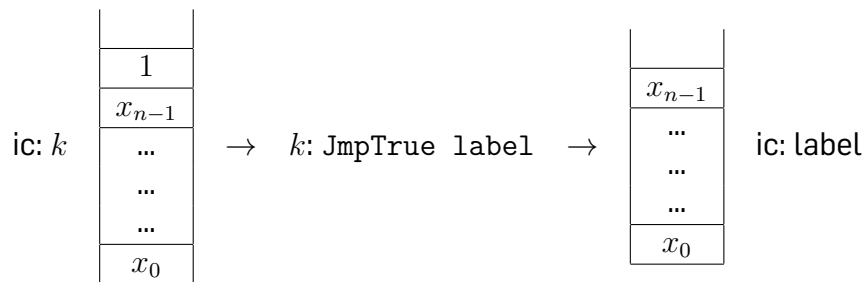 1
x_{n-1}
ic: k
...
...
...
x_0
→ k: JmpTrue label →
x_{n-1}
...
...
...
x_0
ic: label